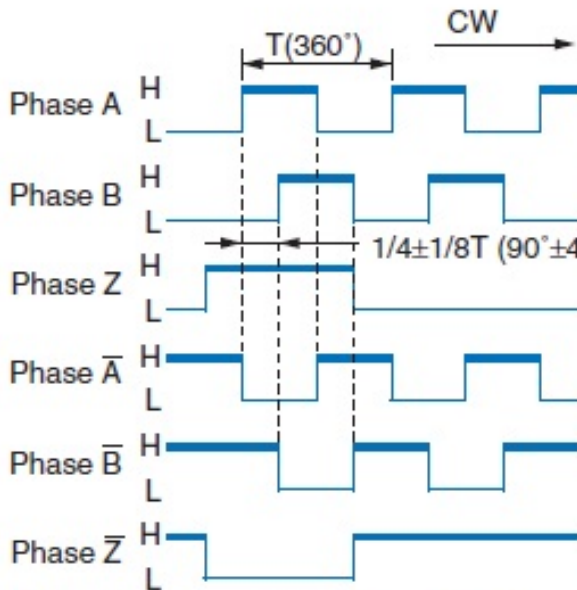 CW
T(360˚)
Phase A H
L
Phase B H
L
1/4±1/8T (90˚±4
Phase Z H
L
Phase A̅ H
L
Phase B̅ H
L
Phase Z̅ H
L